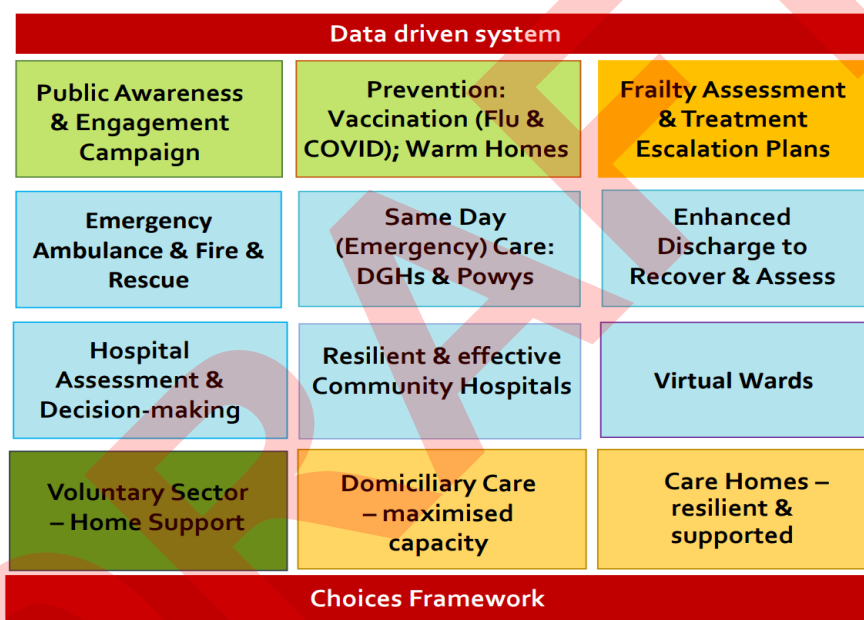 Data driven system
Public Awareness
& Engagement
Campaign
Prevention:
Vaccination (Flu &
COVID); Warm Homes
Frailty Assessment
& Treatment
Escalation Plans
Emergency
Ambulance & Fire &
Rescue
Same Day
(Emergency) Care:
DGHs & Powys
Enhanced
Discharge to
Recover & Assess
Hospital
Assessment &
Decision-making
Resilient & effective
Community Hospitals
Virtual Wards
Voluntary Sector
– Home Support
Domiciliary Care
– maximised
capacity
Care Homes –
resilient &
supported
Choices Framework
DRAFT